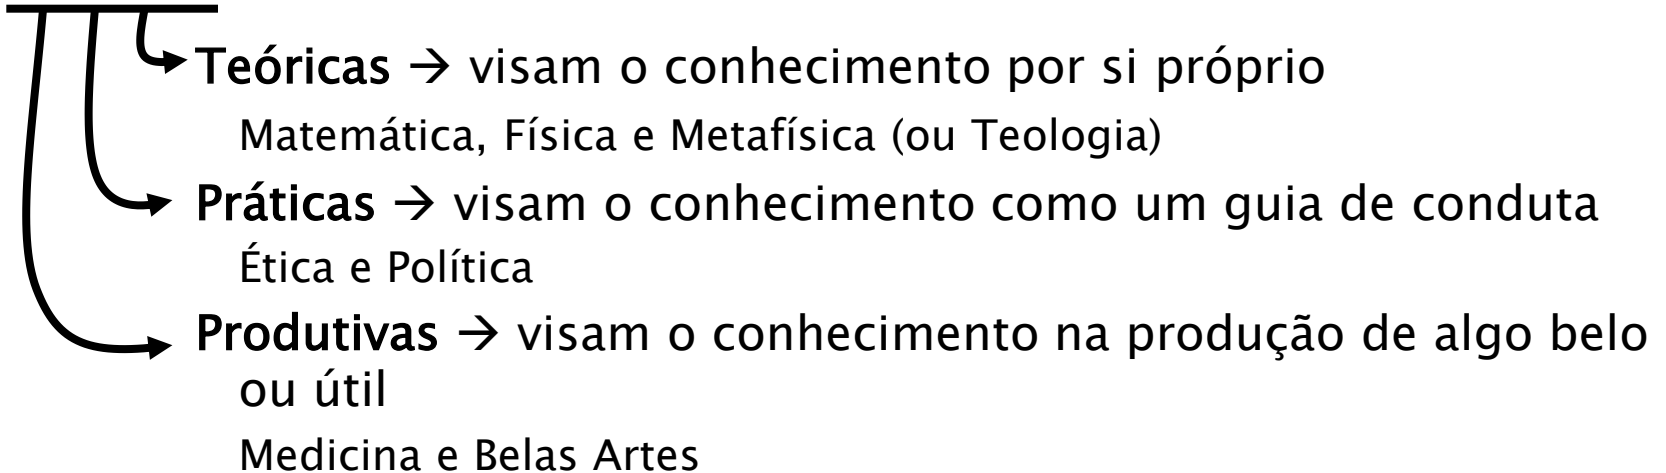 Teóricas → visam o conhecimento por si próprio
Matemática, Física e Metafísica (ou Teologia)
Práticas → visam o conhecimento como um guia de conduta
Ética e Política
Produtivas → visam o conhecimento na produção de algo belo
ou útil
Medicina e Belas Artes